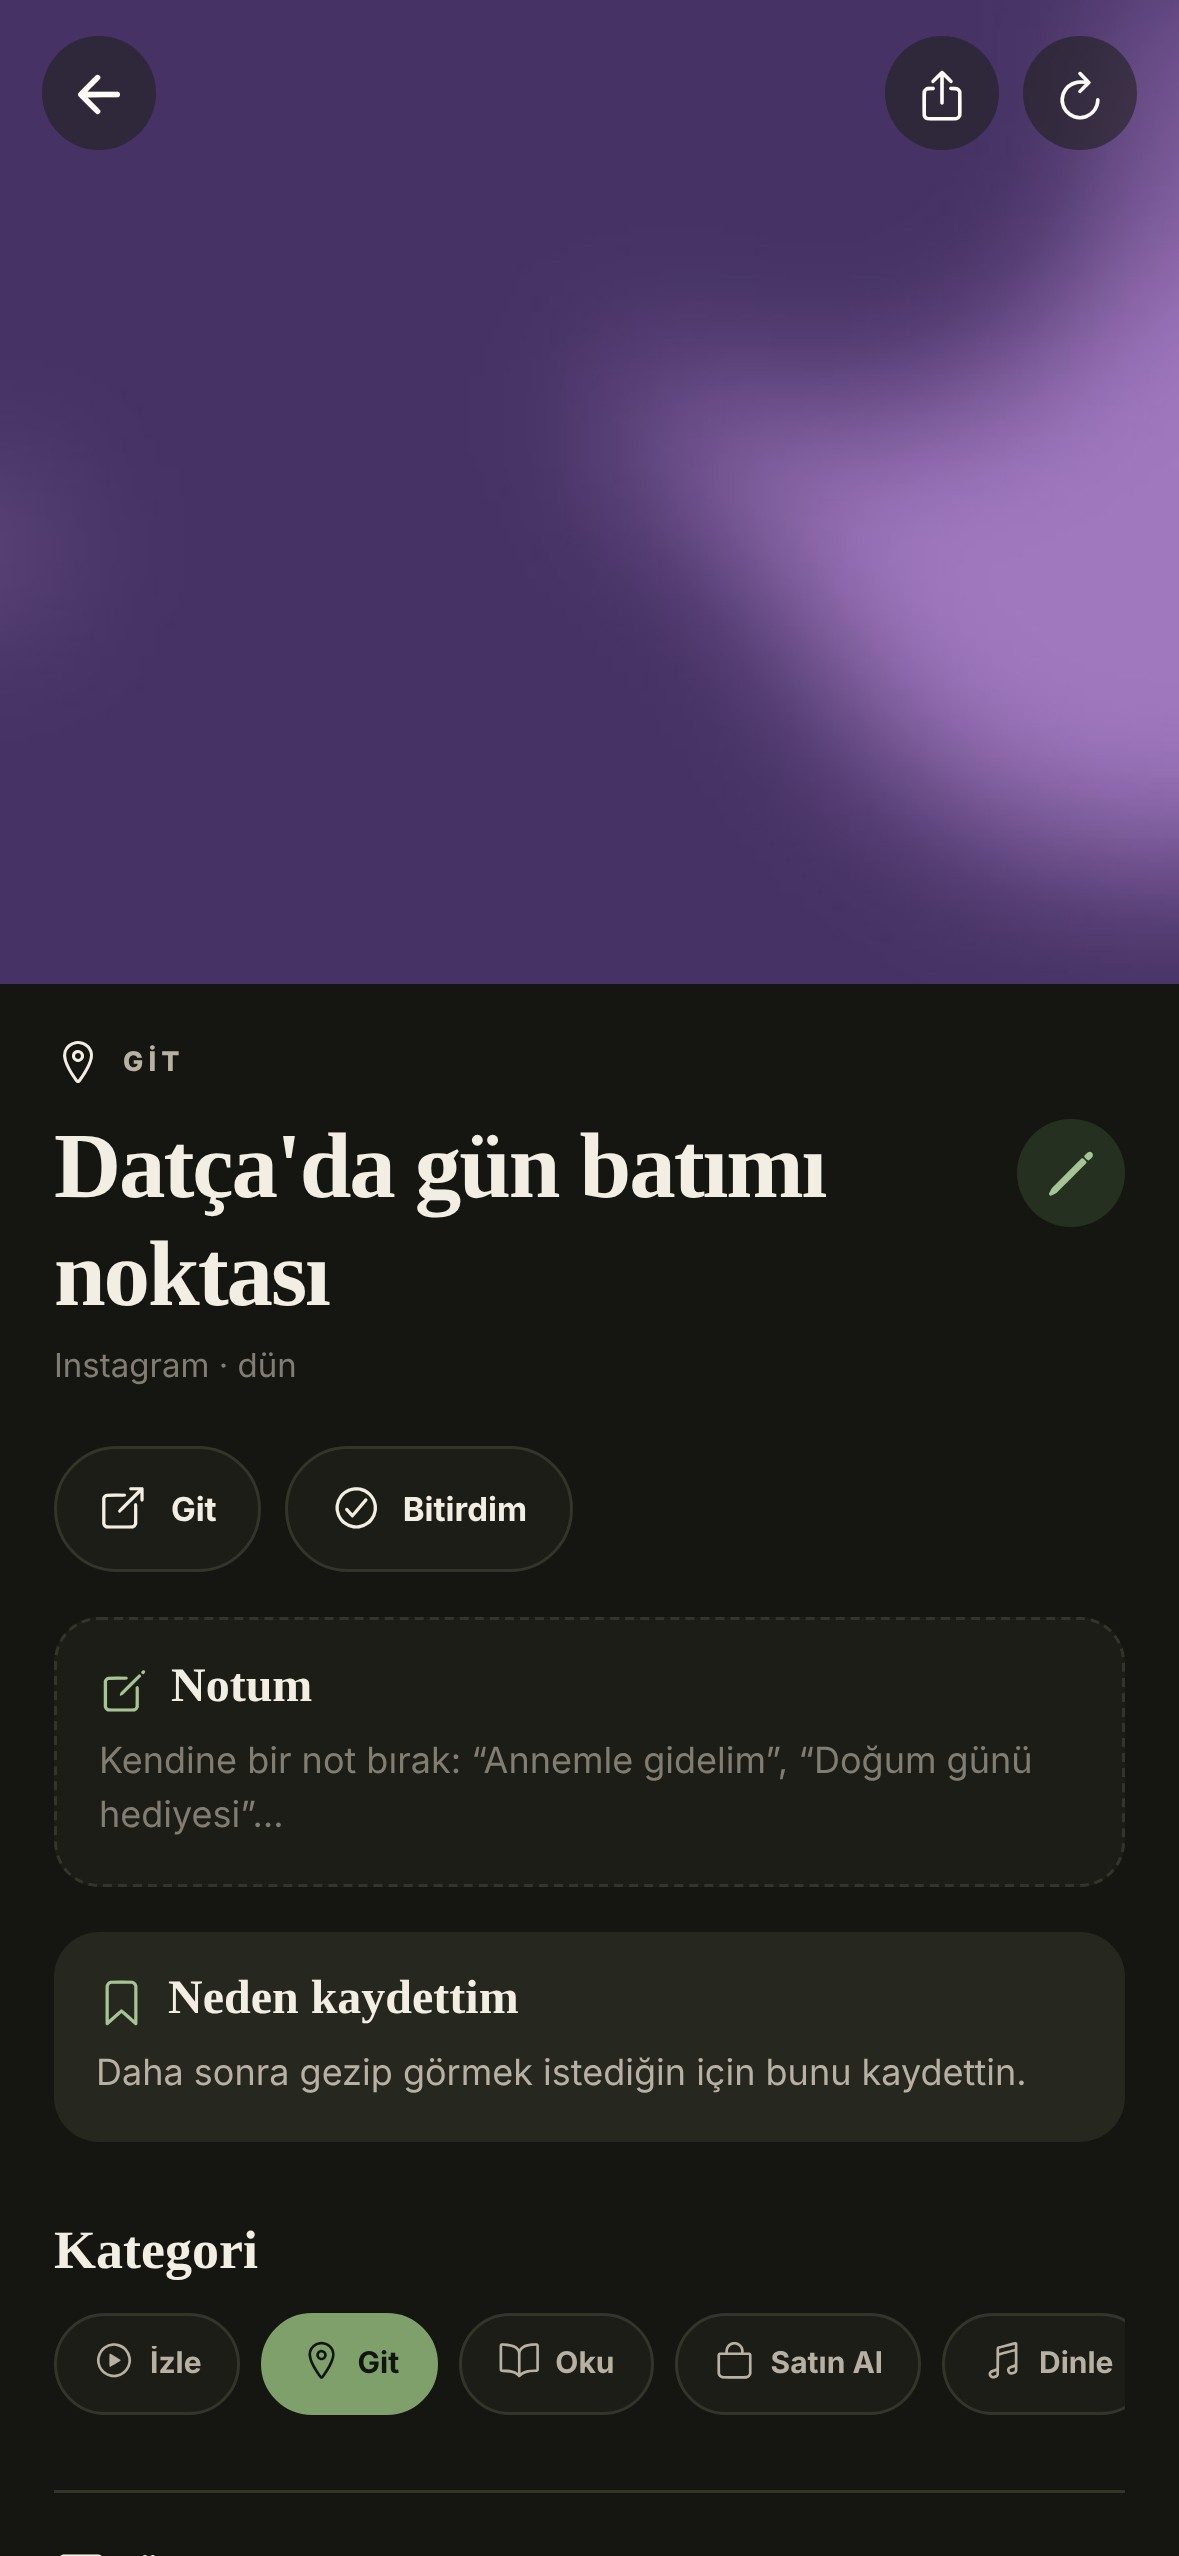 GİT
Datça'da gün batımı
noktası
Instagram · dün
Git
Bitirdim
Notum
Kendine bir not bırak: “Annemle gidelim”, “Doğum günü
hediyesi”…
Neden kaydettim
Daha sonra gezip görmek istediğin için bunu kaydettin.
Kategori
İzle
Git
Oku
Satın Al
Dinle